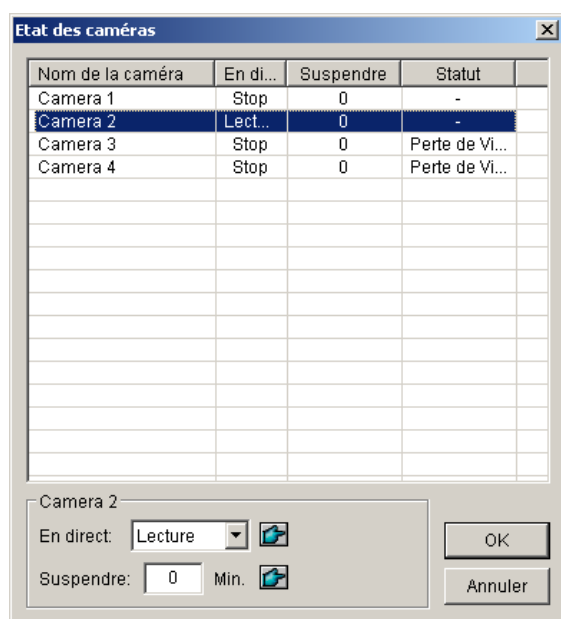 Etat des caméras
Nom de la caméra En di... Suspendre Statut
Camera 1 Stop 0 -
Camera 2 Lect... 0 -
Camera 3 Stop 0 Perte de Vi...
Camera 4 Stop 0 Perte de Vi...
Camera 2
En direct: Lecture
OK
Suspendre: 0 Min.
Annuler